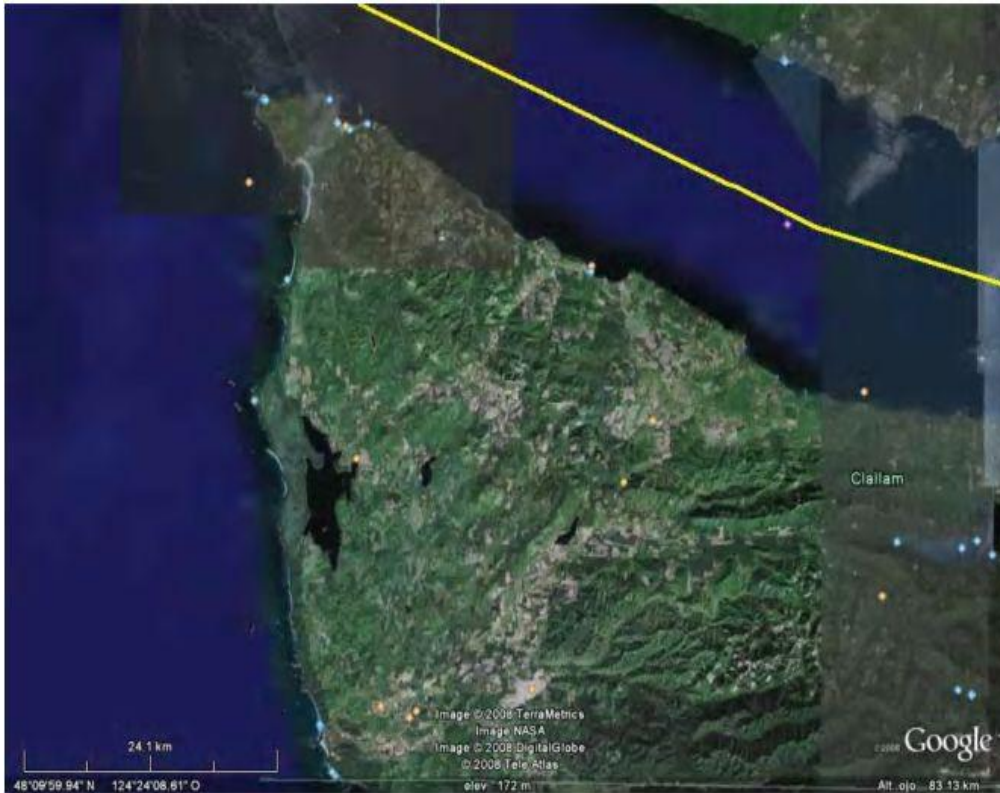 Clallam
Image © 2008 TerraMetrics
Image NASA
Image © 2008 DigitalGlobe
© 2008 Tele Atlas
24.1 km
© 2008 Google
48°09'59.94" N 124°24'08.61" O
elev 172 m
Alt. ojo 83.13 km